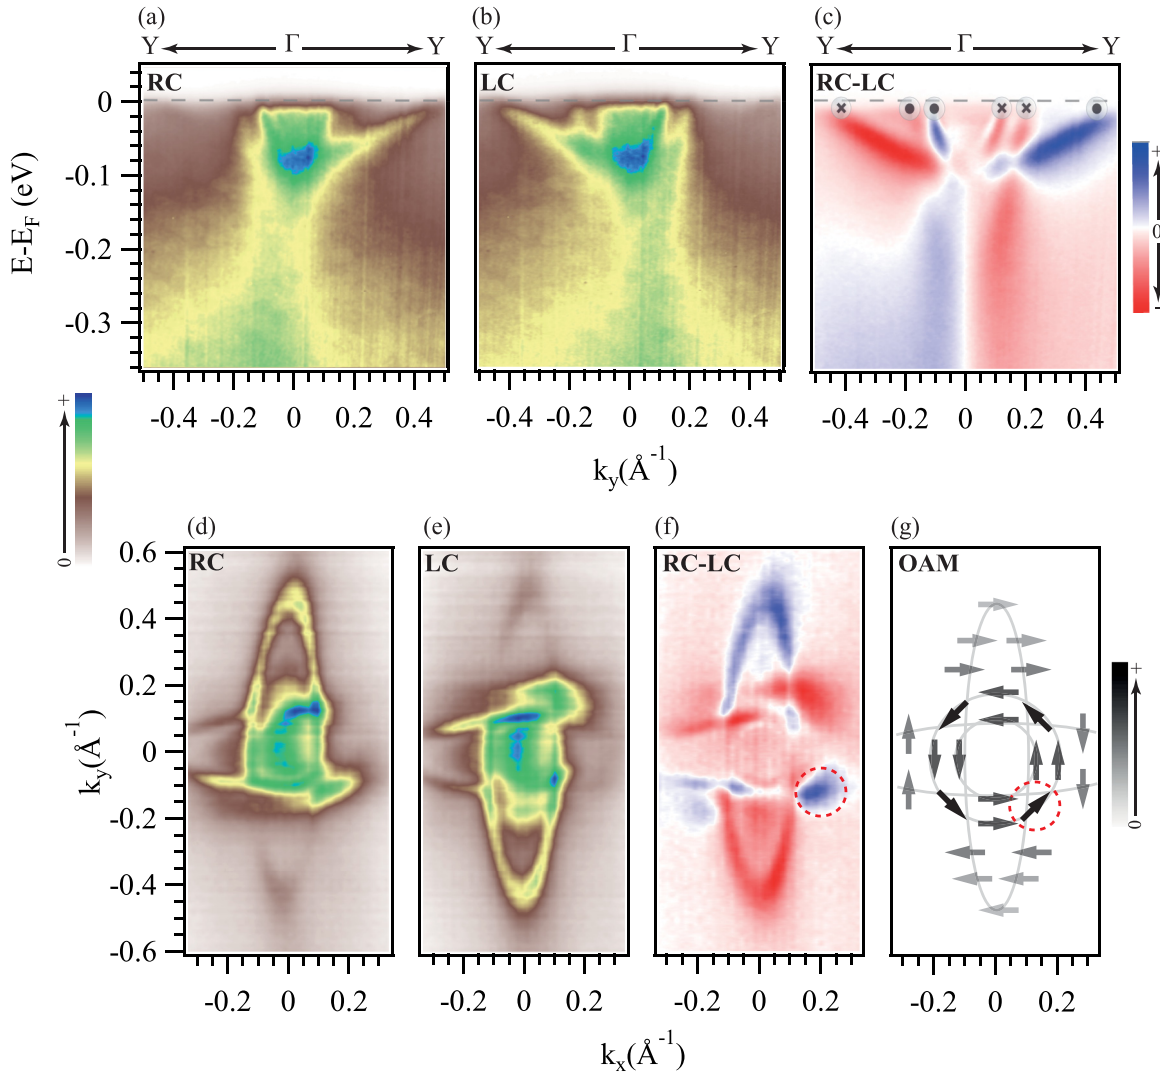 (a) (b) (c)
Y Γ Y Y Γ Y Y Γ Y
RC LC RC-LC
0
-0.1
-0.2
-0.3
E-E_F (eV)
+
0
-
-0.4 -0.2 0 0.2 0.4 -0.4 -0.2 0 0.2 0.4 -0.4 -0.2 0 0.2 0.4
k_y(Å^-1)
+
0
(d) (e) (f) (g)
RC LC RC-LC OAM
0.6
0.4
0.2
0
-0.2
-0.4
-0.6
k_y(Å^-1)
+
0
-0.2 0 0.2 -0.2 0 0.2 -0.2 0 0.2 -0.2 0 0.2
k_x(Å^-1)